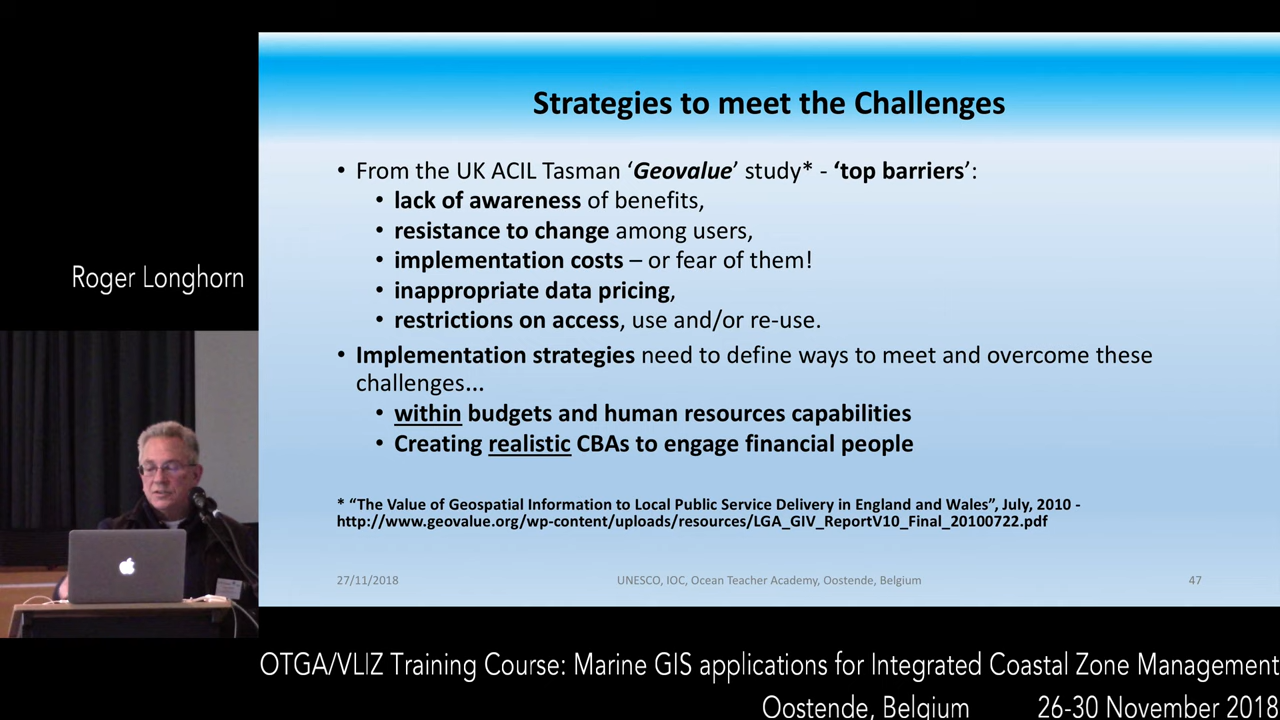 Strategies to meet the Challenges
• From the UK ACIL Tasman ‘Geovalue’ study* - ‘top barriers’:
• lack of awareness of benefits,
• resistance to change among users,
• implementation costs – or fear of them!
• inappropriate data pricing,
• restrictions on access, use and/or re-use.
• Implementation strategies need to define ways to meet and overcome these
challenges...
• within budgets and human resources capabilities
• Creating realistic CBAs to engage financial people
* “The Value of Geospatial Information to Local Public Service Delivery in England and Wales”, July, 2010 -
http://www.geovalue.org/wp-content/uploads/resources/LGA_GIV_ReportV10_Final_20100722.pdf
27/11/2018 UNESCO, IOC, Ocean Teacher Academy, Oostende, Belgium 47
Roger Longhorn
OTGA/VLIZ Training Course: Marine GIS applications for Integrated Coastal Zone Management
Oostende, Belgium 26-30 November 2018